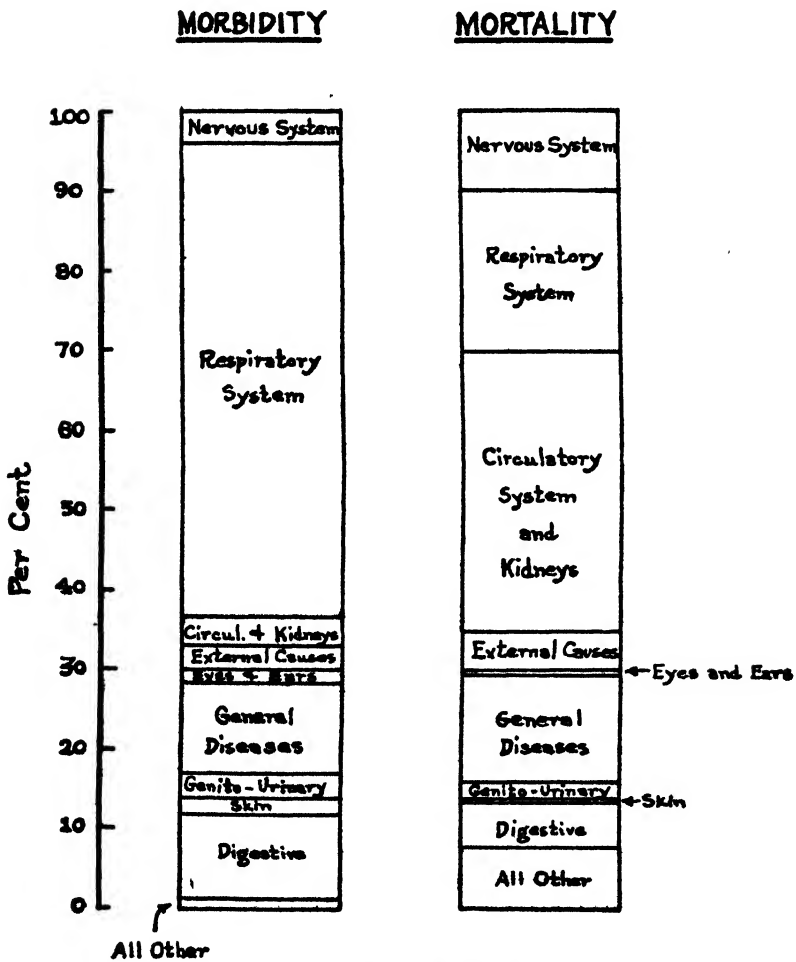 MORBIDITY
MORTALITY
Per Cent
100
90
80
70
60
50
40
30
20
10
0
Nervous System
Respiratory
System
Circul. & Kidneys
External Causes
Eyes & Ears
General
Diseases
Genito-Urinary
Skin
Digestive
All Other
Nervous System
Respiratory
System
Circulatory
System
and
Kidneys
External Causes
Eyes and Ears
General
Diseases
Genito-Urinary
Skin
Digestive
All Other